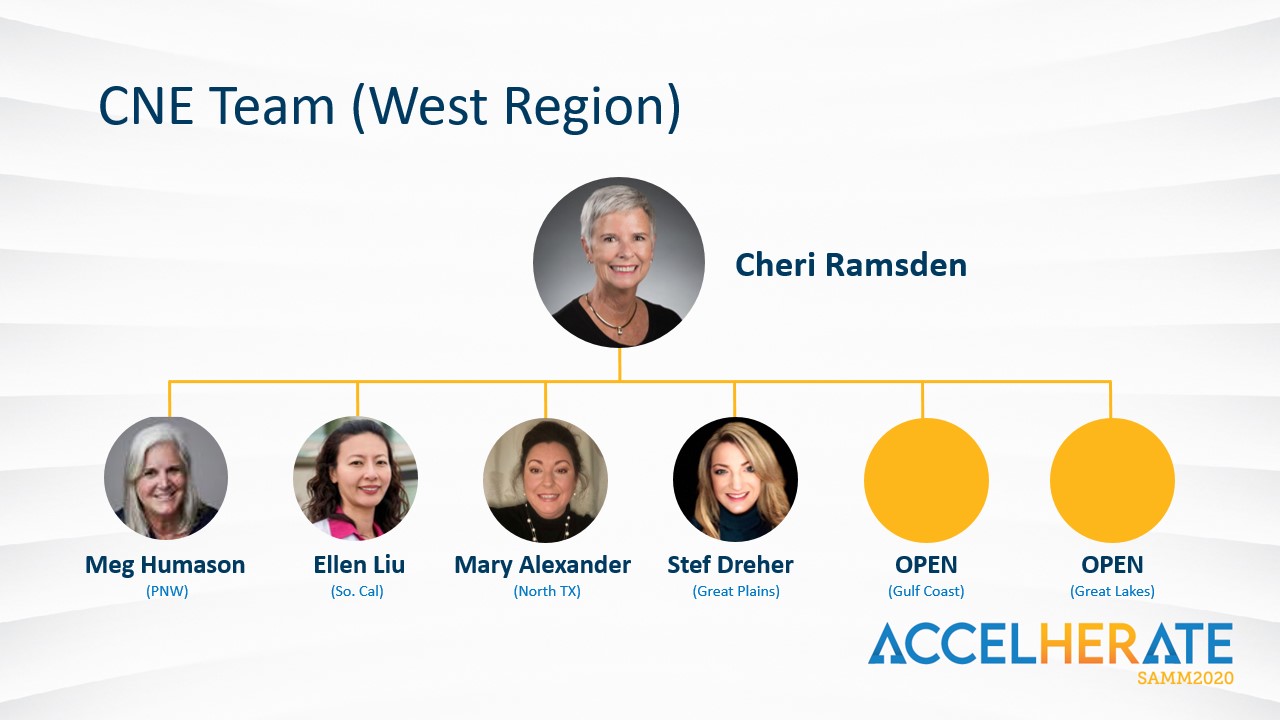 CNE Team (West Region)
Cheri Ramsden
Meg Humason
(PNW)
Ellen Liu
(So. Cal)
Mary Alexander
(North TX)
Stef Dreher
(Great Plains)
OPEN
(Gulf Coast)
OPEN
(Great Lakes)
ACCELHERATE
SAMM2020